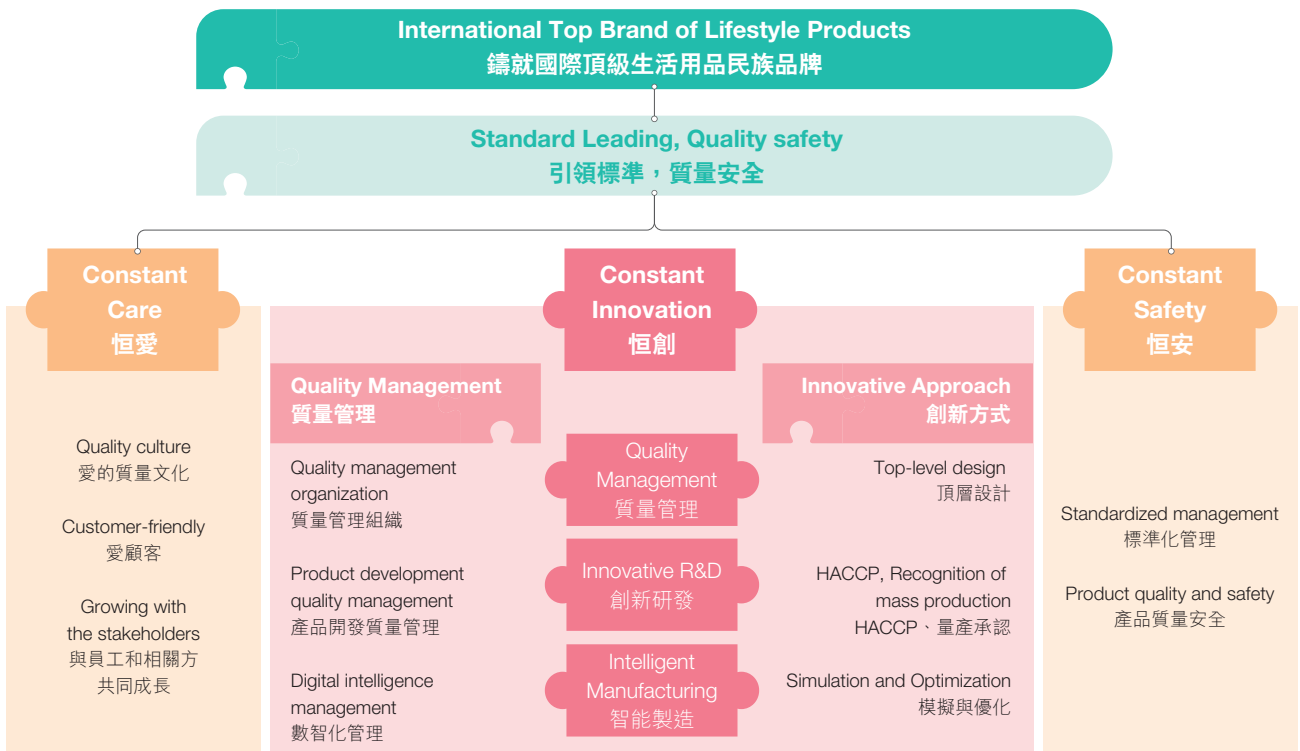 International Top Brand of Lifestyle Products
鑄就國際頂級生活用品民族品牌
Standard Leading, Quality safety
引領標準，質量安全
Constant
Care
恒愛
Quality culture
愛的質量文化
Customer-friendly
愛顧客
Growing with
the stakeholders
與員工和相關方
共同成長
Constant
Innovation
恒創
Quality Management
質量管理
Quality management
organization
質量管理組織
Product development
quality management
產品開發質量管理
Digital intelligence
management
數智化管理
Quality
Management
質量管理
Innovative R&D
創新研發
Intelligent
Manufacturing
智能製造
Innovative Approach
創新方式
Top-level design
頂層設計
HACCP, Recognition of
mass production
HACCP、量產承認
Simulation and Optimization
模擬與優化
Constant
Safety
恒安
Standardized management
標準化管理
Product quality and safety
產品質量安全